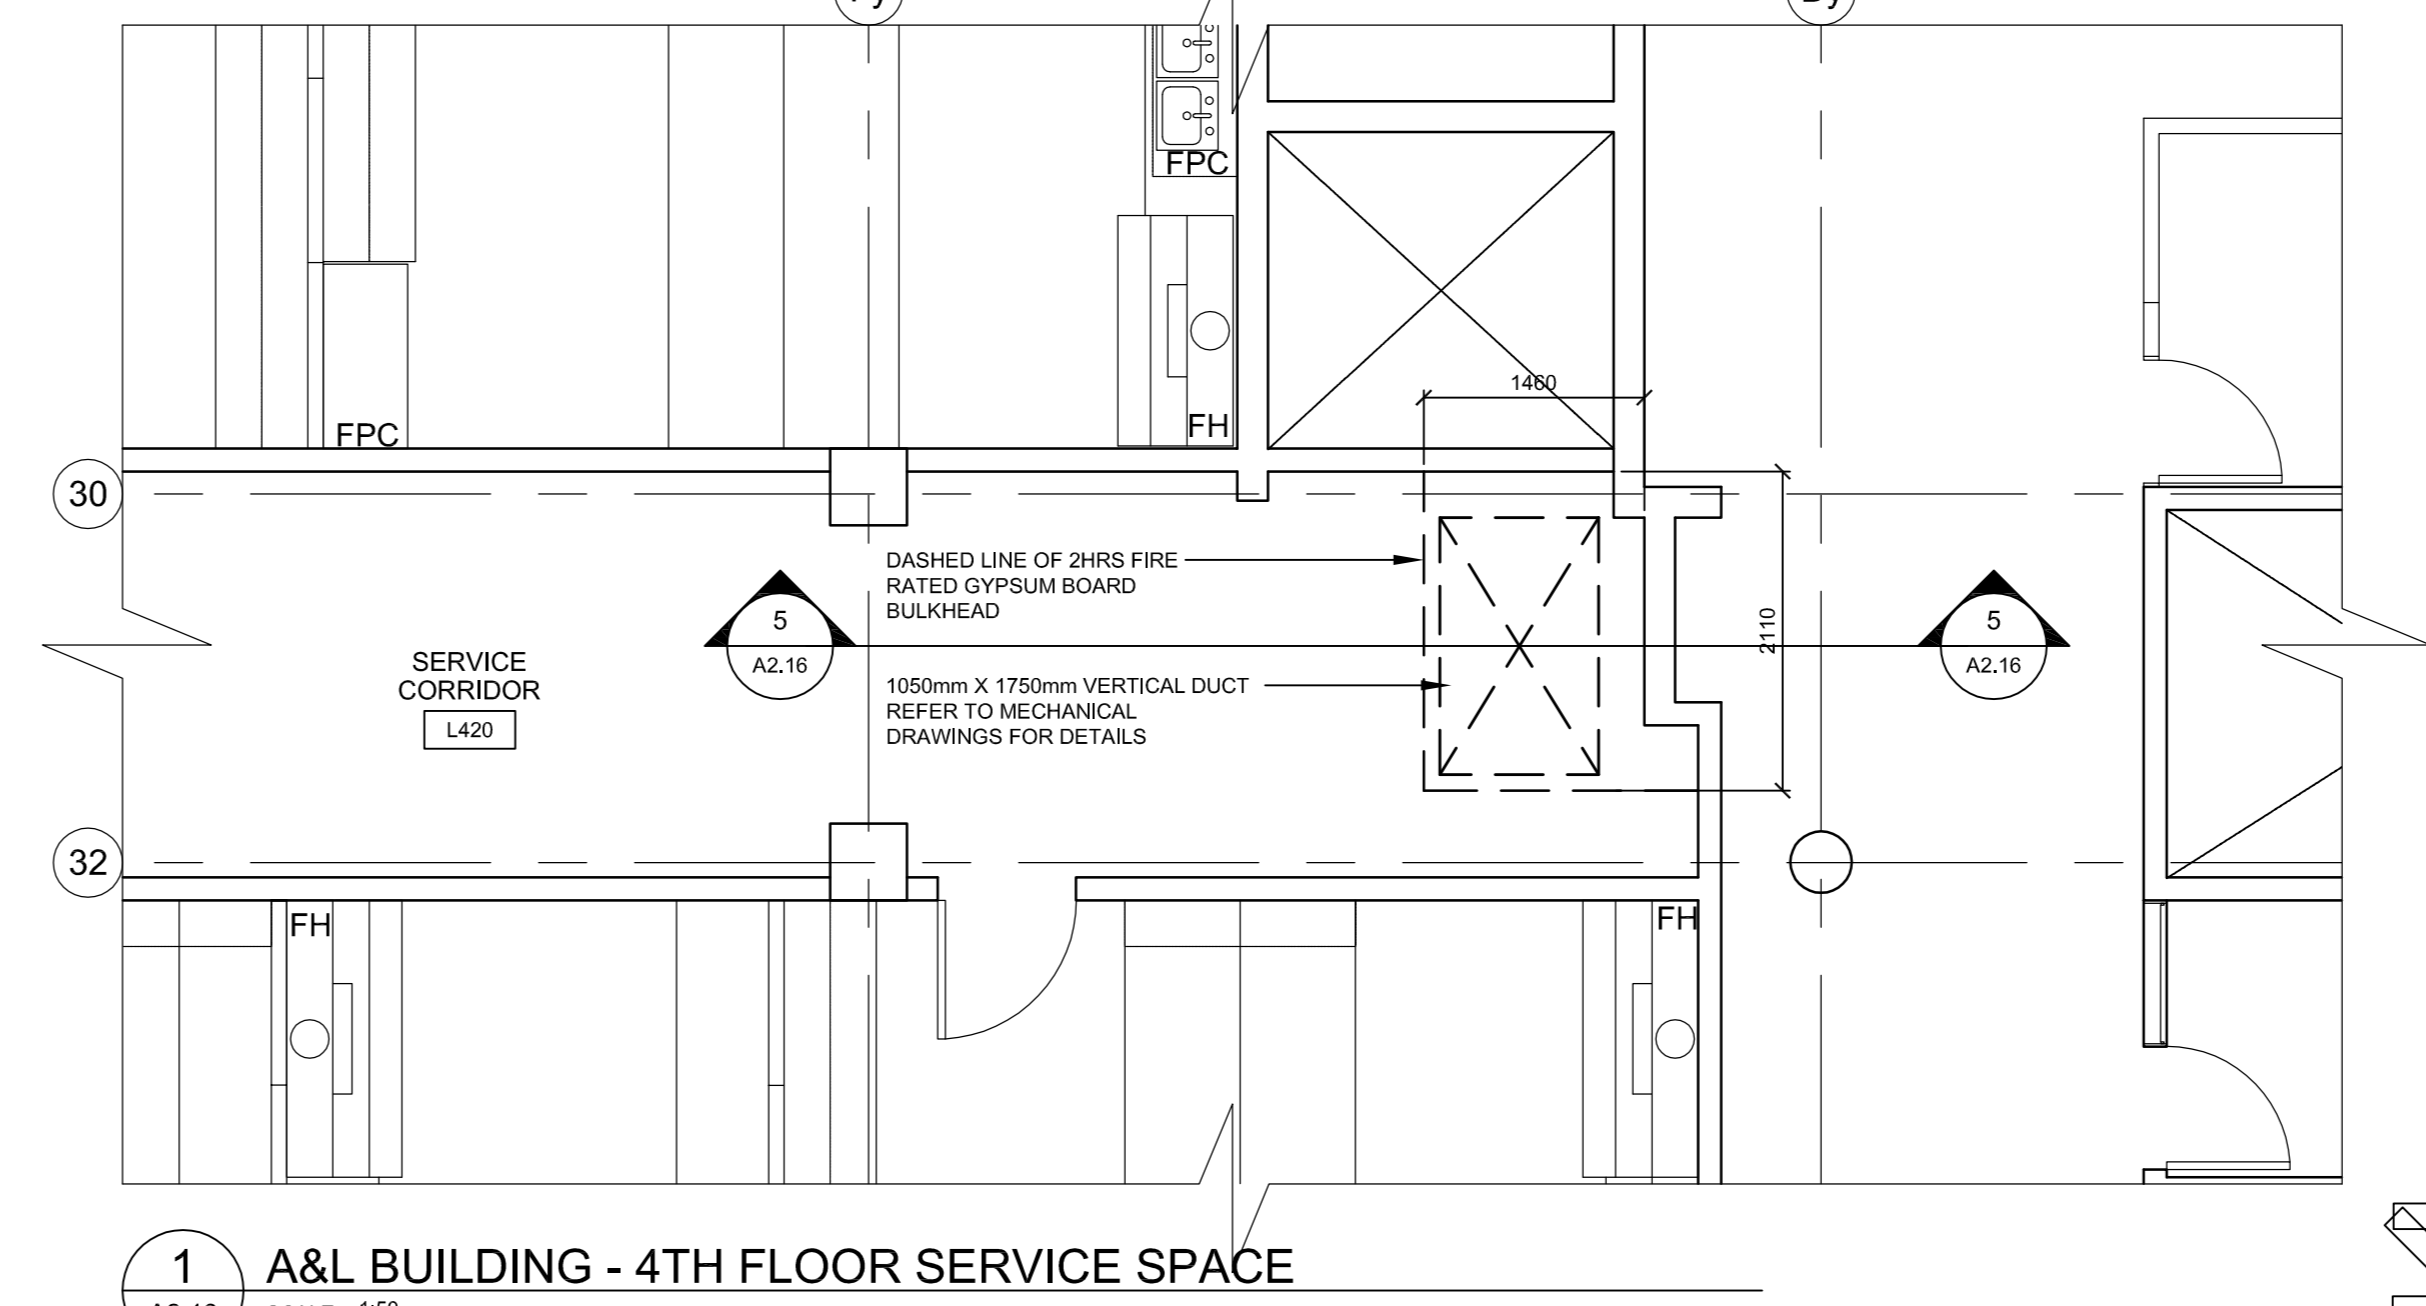 FPC
FPC
FH
1460
30
DASHED LINE OF 2HRS FIRE
RATED GYPSUM BOARD
BULKHEAD
5
A2.16
5
A2.16
2110
SERVICE
CORRIDOR
L420
1050mm X 1750mm VERTICAL DUCT
REFER TO MECHANICAL
DRAWINGS FOR DETAILS
32
FH
FH
1
A&L BUILDING - 4TH FLOOR SERVICE SPACE
1:50